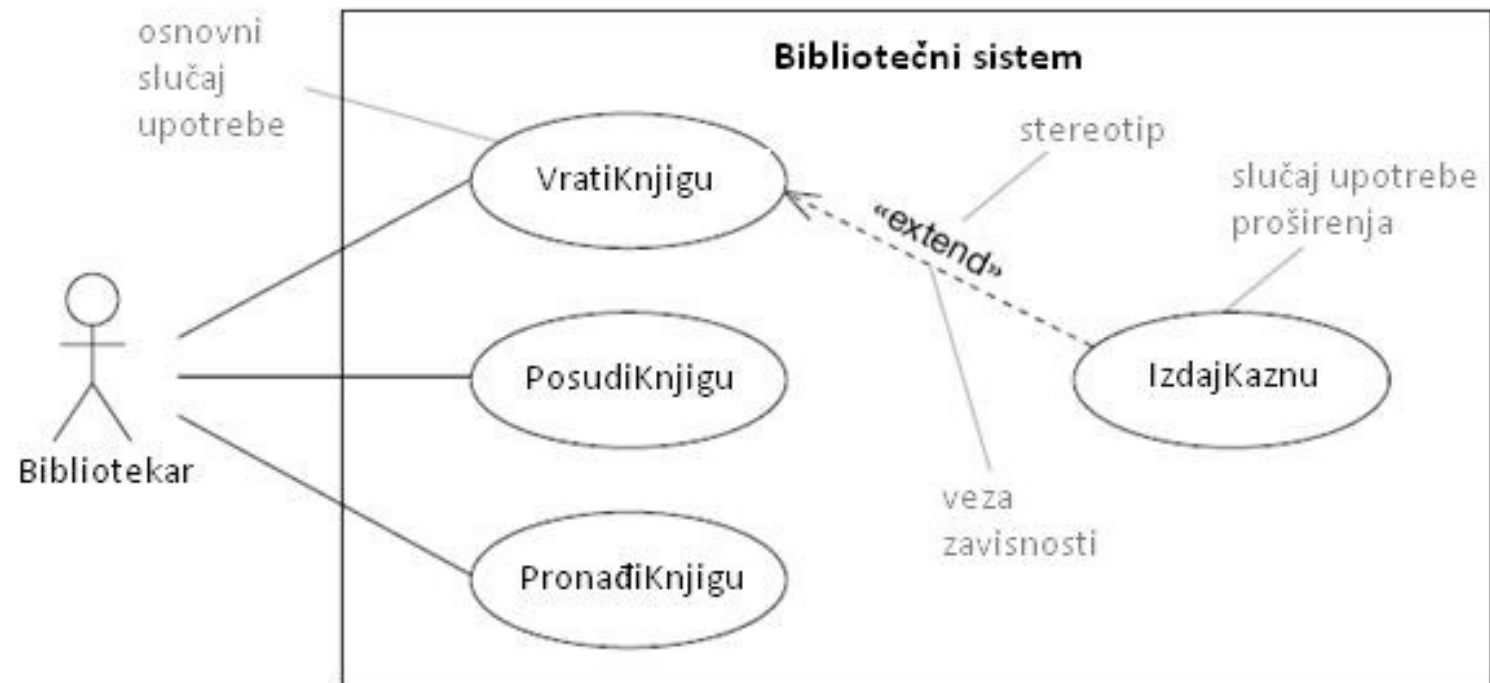 osnovni
slučaj
upotrebe
Bibliotečni sistem
stereotip
VratiKnjigu
slučaj upotrebe
proširenja
«extend»
PosudiKnjigu
IzdajKaznu
Bibliotekar
veza
zavisnosti
PronađiKnjigu